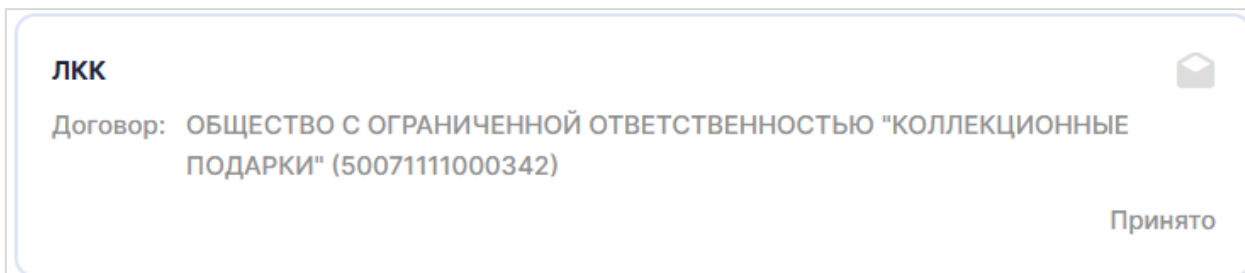 ЛКК
Договор: ОБЩЕСТВО С ОГРАНИЧЕННОЙ ОТВЕТСТВЕННОСТЬЮ "КОЛЛЕКЦИОННЫЕ
ПОДАРКИ" (50071111000342)
Принято